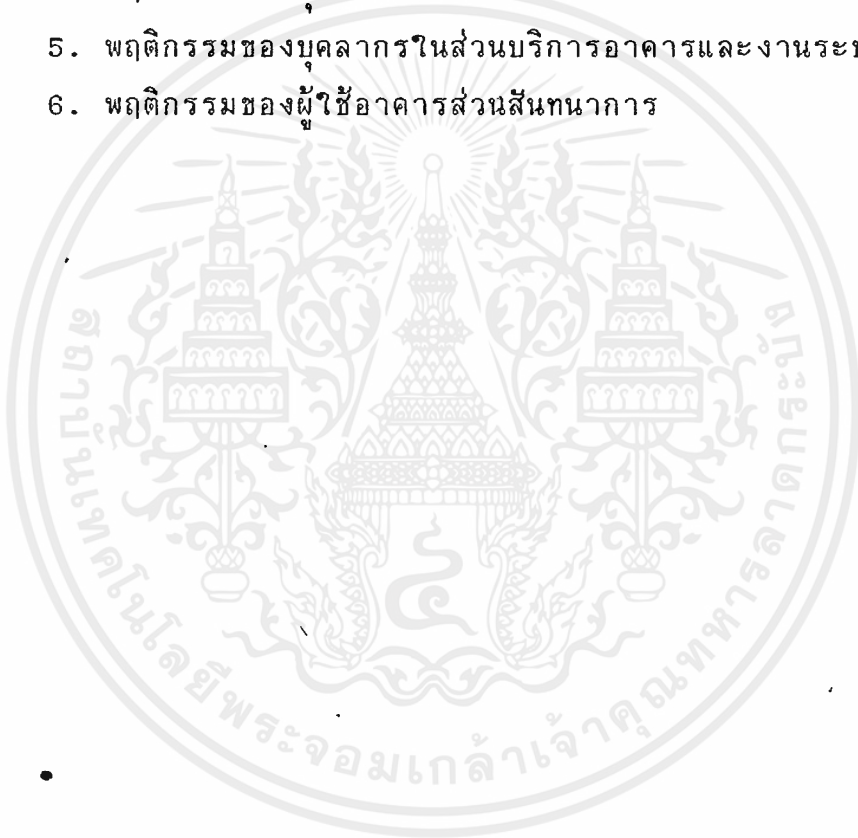 5. พฤติกรรมของบุคลากรในส่วนบริการอาคารและงานระบ
6. พฤติกรรมของผู้ใช้อาคารส่วนสันทนาการ
สถาบันเทคโนโลยีพระจอมเกล้าเจ้าคุณทหารลาดกระบัง